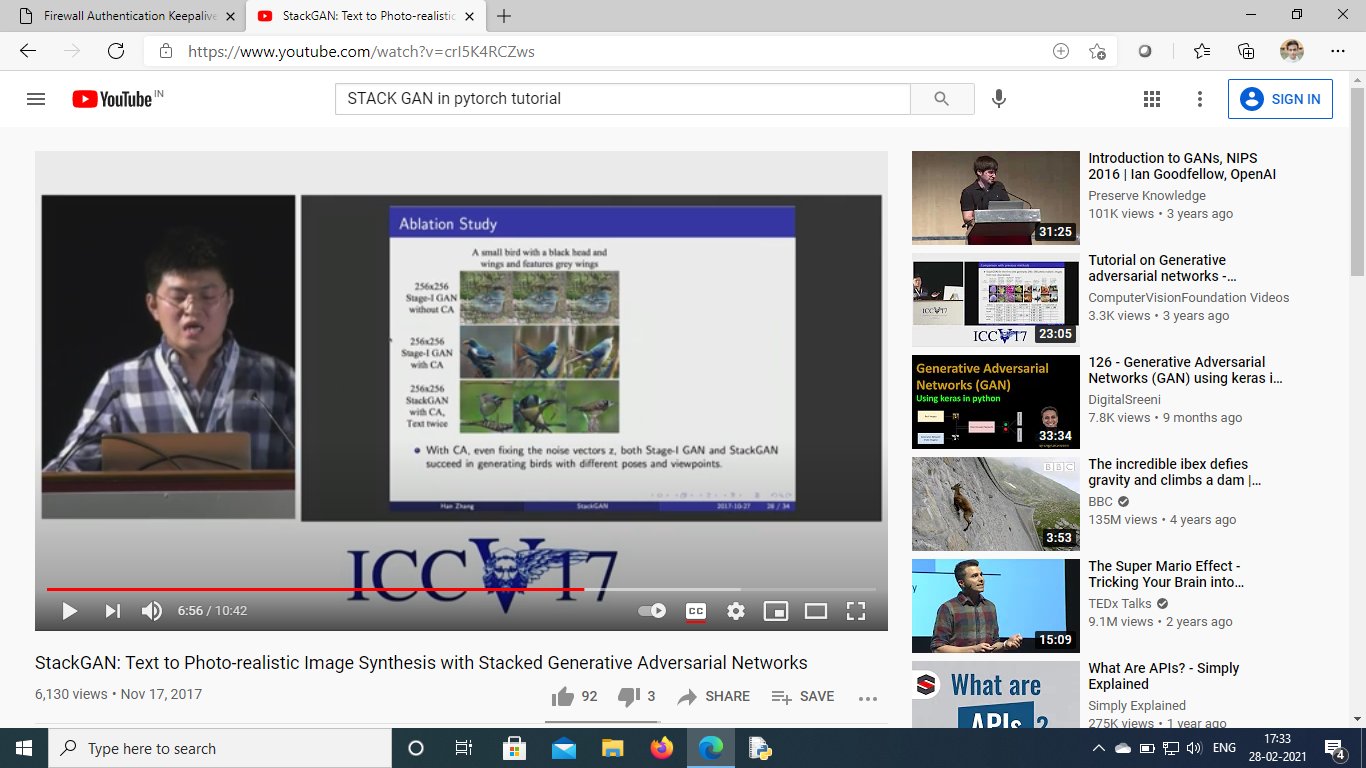 Firewall Authentication Keepalive
StackGAN: Text to Photo-realistic
https://www.youtube.com/watch?v=crI5K4RCZws
YouTube IN
STACK GAN in pytorch tutorial
SIGN IN
Ablation Study
A small bird with a black head and
wings and features grey wings
256x256
Stage-I GAN
without CA
256x256
Stage-I GAN
with CA
256x256
StackGAN
with CA,
Text twice
With CA, even fixing the noise vectors z, both Stage-I GAN and StackGAN
succeed in generating birds with different poses and viewpoints.
Han Zhang StackGAN 2017-10-27 28 / 34
ICCV17
6:56 / 10:42
CC
StackGAN: Text to Photo-realistic Image Synthesis with Stacked Generative Adversarial Networks
6,130 views • Nov 17, 2017
92 3 SHARE SAVE
31:25
Introduction to GANs, NIPS
2016 | Ian Goodfellow, OpenAI
Preserve Knowledge
101K views • 3 years ago
ICCV17
23:05
Tutorial on Generative
adversarial networks -...
ComputerVisionFoundation Videos
3.3K views • 3 years ago
Generative Adversarial
Networks (GAN)
Using keras in python
33:34
126 - Generative Adversarial
Networks (GAN) using keras i...
DigitalSreeni
7.8K views • 9 months ago
BBC
3:53
The incredible ibex defies
gravity and climbs a dam |...
BBC
135M views • 4 years ago
15:09
The Super Mario Effect -
Tricking Your Brain into...
TEDx Talks
9.1M views • 2 years ago
What are
APIs?
What Are APIs? - Simply
Explained
Simply Explained
275K views • 1 year ago
Type here to search
ENG
17:33
28-02-2021
4